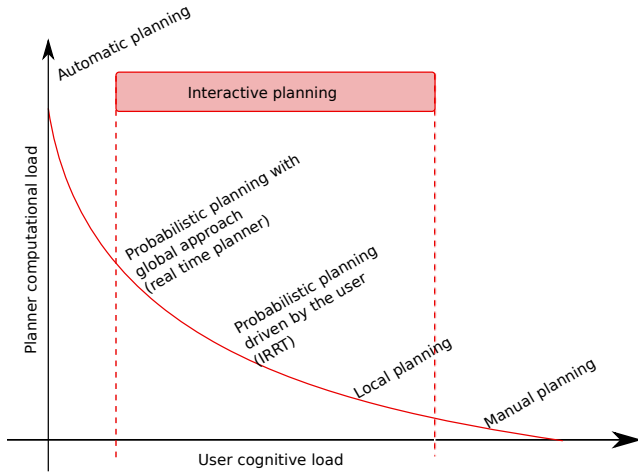 Automatic planning
Interactive planning
Planner computational load
Probabilistic planning with
global approach
(real time planner)
Probabilistic planning
driven by the user
(IRRT)
Local planning
Manual planning
User cognitive load